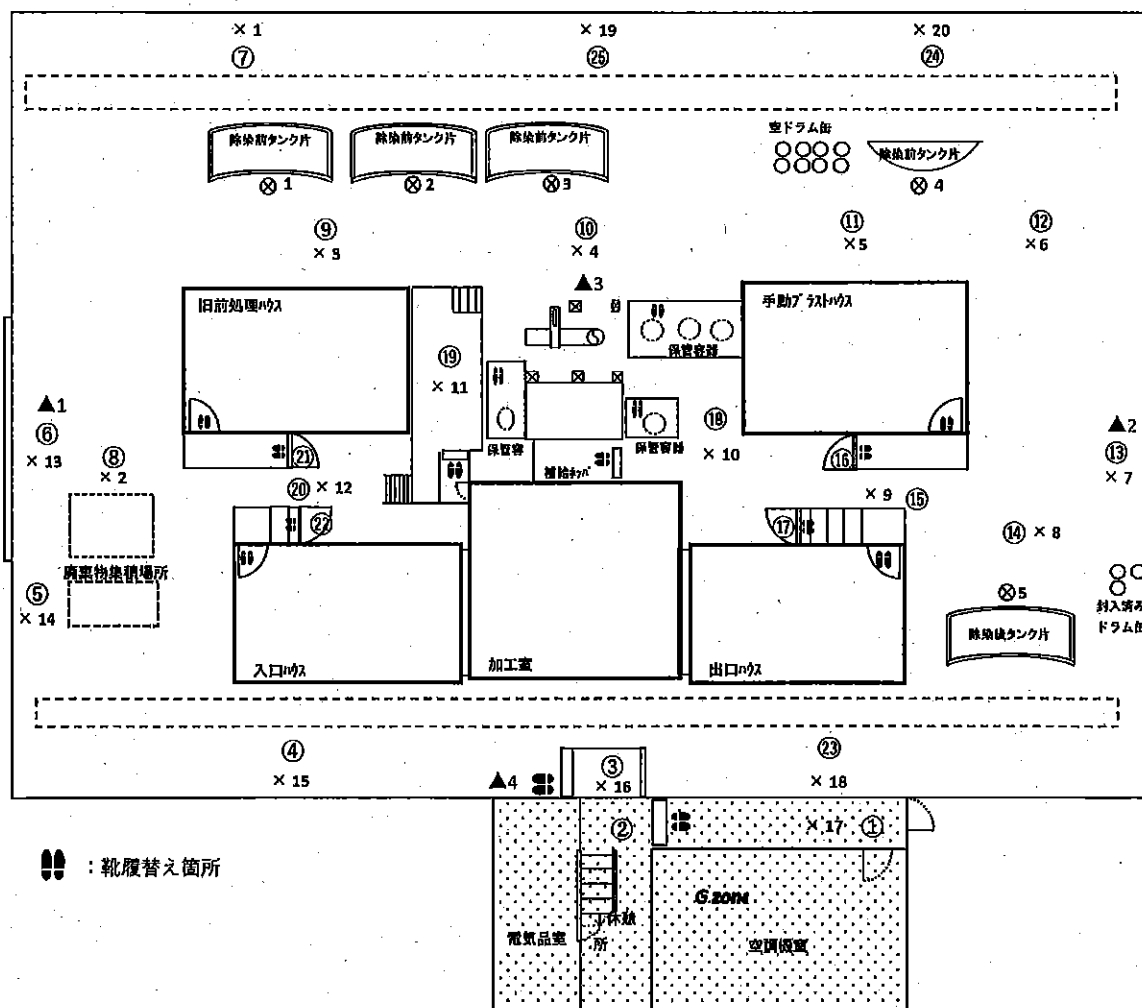 × 1 × 19 × 20
⑦ ㉕ ㉔
除染前タンク片 除染前タンク片 除染前タンク片 空ドラム缶 除染前タンク片
⊗ 1 ⊗ 2 ⊗ 3 ⊗ 4
⑨ ⑩ ⑪ ⑫
× 3 × 4 × 5 × 6
▲3
旧前処理ハウス 手動ブラストハウス
⑲ 保管容器
× 11
▲1 ▲2
⑥ ⑱ ⑬
× 13 ⑧ ㉑ 保管容 保管容器 × 10 ⑯
× 2 補給ホッパ × 7
⑳ × 12 × 9 ⑮
㉒ ⑰ ⑭ × 8
廃棄物集積場所
⑤ ⊗5 封入済み
× 14 ドラム缶
除染後タンク片
入口ハウス 加工室 出口ハウス
④ ③ ㉓
× 15 ▲4 × 16 × 18
② × 17 ①
:靴履替え箇所
G.zone
休憩
電気品室 所 空調機室